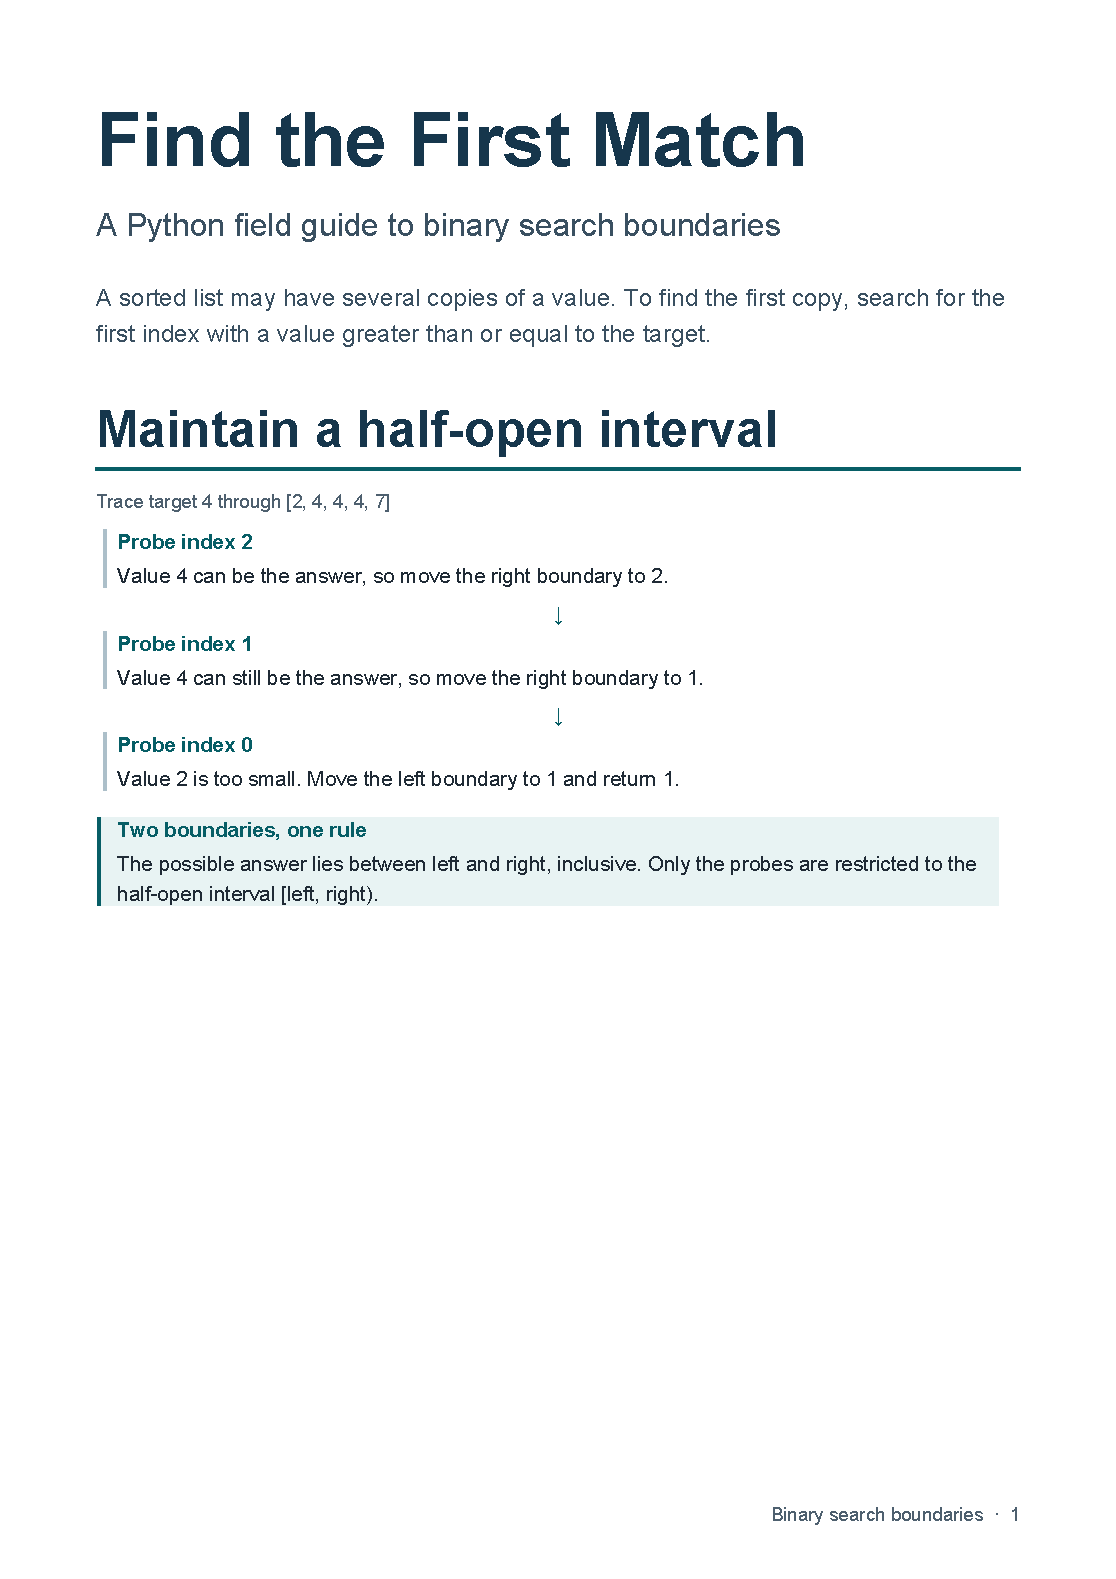 Find the First Match
A Python field guide to binary search boundaries
A sorted list may have several copies of a value. To find the first copy, search for the
first index with a value greater than or equal to the target.
Maintain a half-open interval
Trace target 4 through [2, 4, 4, 4, 7]
Probe index 2
Value 4 can be the answer, so move the right boundary to 2.
↓
Probe index 1
Value 4 can still be the answer, so move the right boundary to 1.
↓
Probe index 0
Value 2 is too small. Move the left boundary to 1 and return 1.
Two boundaries, one rule
The possible answer lies between left and right, inclusive. Only the probes are restricted to the
half-open interval [left, right).
Binary search boundaries · 1